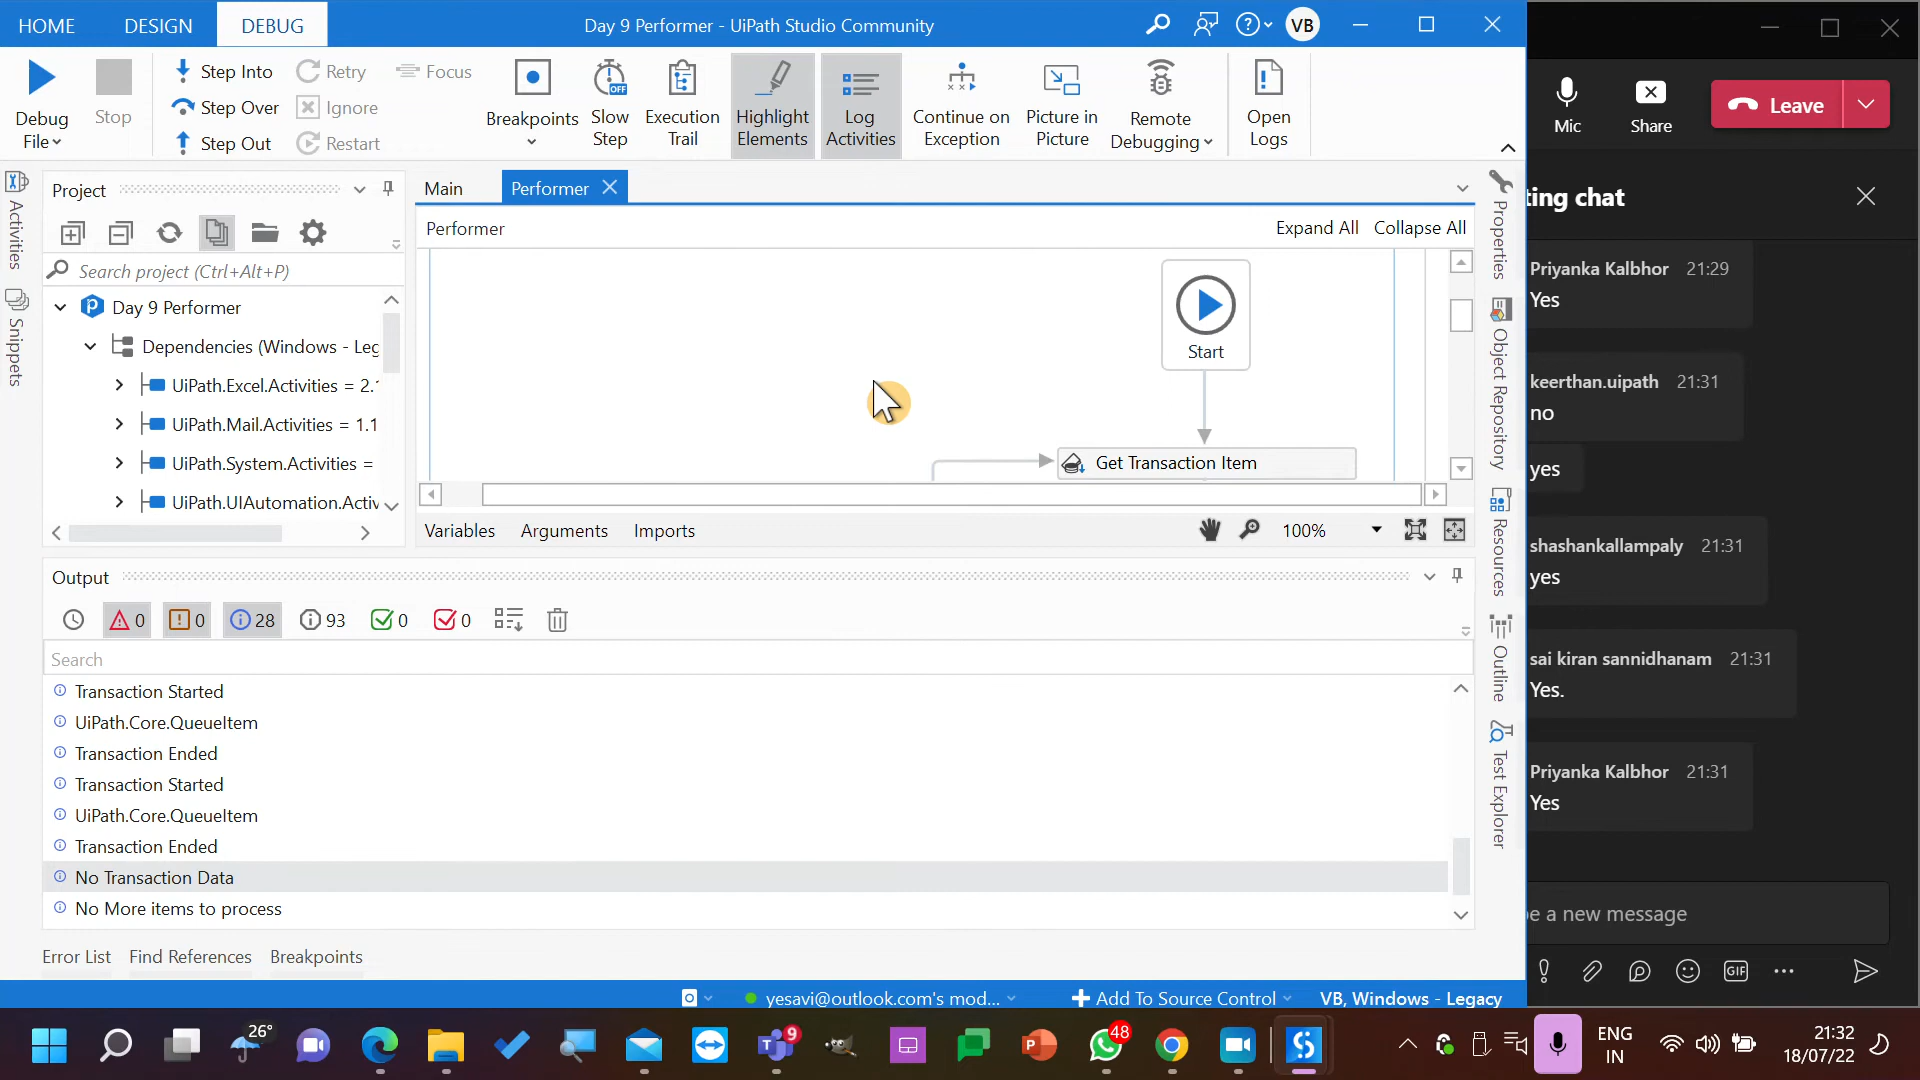 HOME DESIGN DEBUG
Day 9 Performer - UiPath Studio Community
VB
Debug File
Stop
Step Into
Step Over
Step Out
Retry
Ignore
Restart
Focus
Breakpoints
Slow Step
OFF
Execution Trail
Highlight Elements
Log Activities
Continue on Exception
Picture in Picture
Remote Debugging
Open Logs
Activities
Snippets
Project
Search project (Ctrl+Alt+P)
Day 9 Performer
Dependencies (Windows - Leg
UiPath.Excel.Activities = 2.1
UiPath.Mail.Activities = 1.1
UiPath.System.Activities =
UiPath.UIAutomation.Activ
Main Performer
Performer
Expand All Collapse All
Start
Get Transaction Item
Variables Arguments Imports
100%
Properties
Object Repository
Resources
Outline
Test Explorer
Output
0 0 28 93 0 0
Search
Transaction Started
UiPath.Core.QueueItem
Transaction Ended
Transaction Started
UiPath.Core.QueueItem
Transaction Ended
No Transaction Data
No More items to process
Error List Find References Breakpoints
yesavi@outlook.com's mod...
Add To Source Control
VB, Windows - Legacy
Mic
Share
Leave
ting chat
Priyanka Kalbhor 21:29
Yes
keerthan.uipath 21:31
no
yes
shashankallampaly 21:31
yes
sai kiran sannidhanam 21:31
Yes.
Priyanka Kalbhor 21:31
Yes
e a new message
GIF
26°
9
48
ENG
IN
21:32
18/07/22